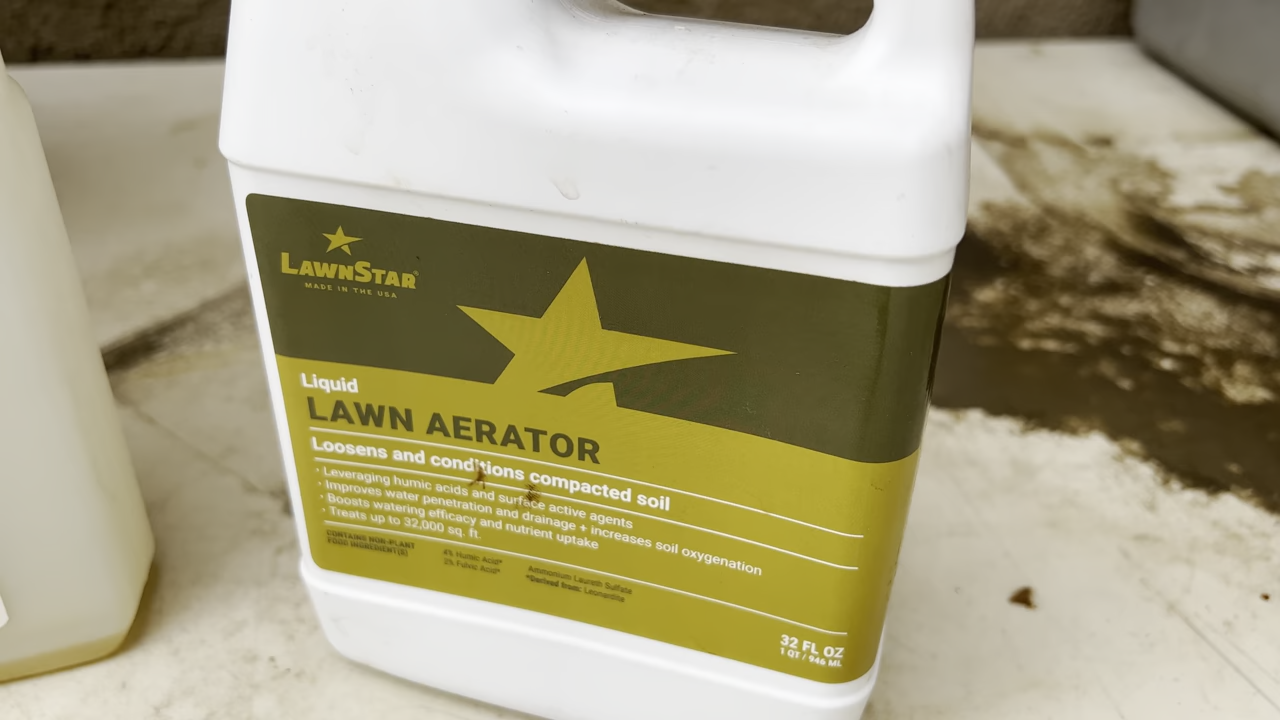 LAWNSTAR®
MADE IN THE USA
Liquid
LAWN AERATOR
Loosens and conditions compacted soil
· Leveraging humic acids and surface active agents
· Improves water penetration and drainage + increases soil oxygenation
· Boosts watering efficacy and nutrient uptake
· Treats up to 32,000 sq. ft.
CONTAINS NON-PLANT
FOOD INGREDIENT(S)
4% Humic Acid*
2% Fulvic Acid*
Ammonium Laureth Sulfate
*Derived from: Leonardite
32 FL OZ
1 QT / 946 ML